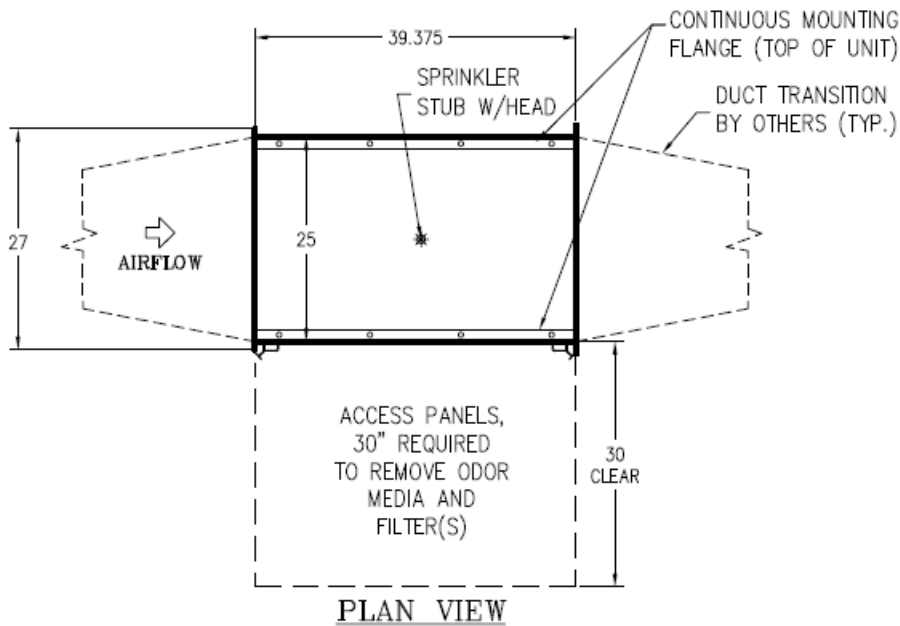 39.375
CONTINUOUS MOUNTING
FLANGE (TOP OF UNIT)
SPRINKLER
STUB W/HEAD
DUCT TRANSITION
BY OTHERS (TYP.)
27
25
AIRFLOW
ACCESS PANELS,
30" REQUIRED
TO REMOVE ODOR
MEDIA AND
FILTER(S)
30
CLEAR
PLAN VIEW